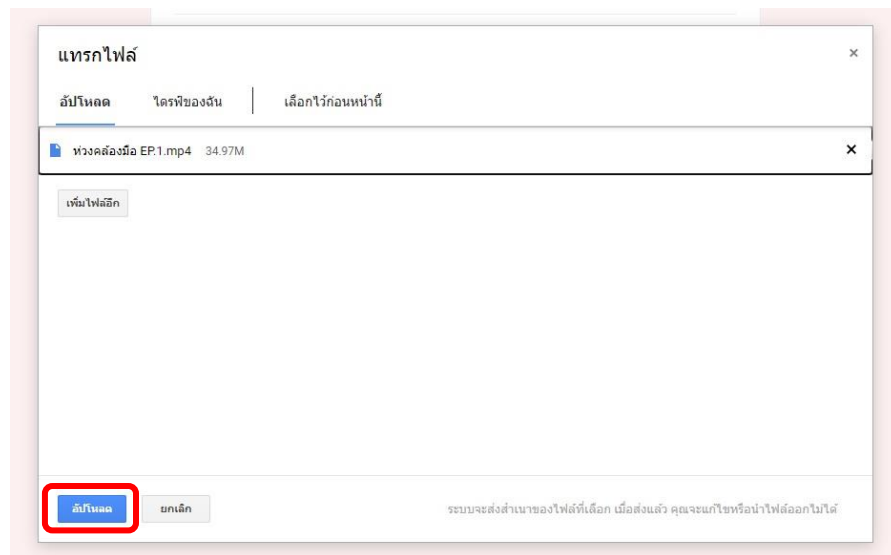 แทรกไฟล์ ×
อัปโหลด ไดรฟ์ของฉัน เลือกไว้ก่อนหน้านี้
ห่วงคล้องมือ EP.1.mp4 34.97M ×
เพิ่มไฟล์อีก
อัปโหลด ยกเลิก ระบบจะส่งสำเนาของไฟล์ที่เลือก เมื่อส่งแล้ว คุณจะแก้ไขหรือนำไฟล์ออกไม่ได้